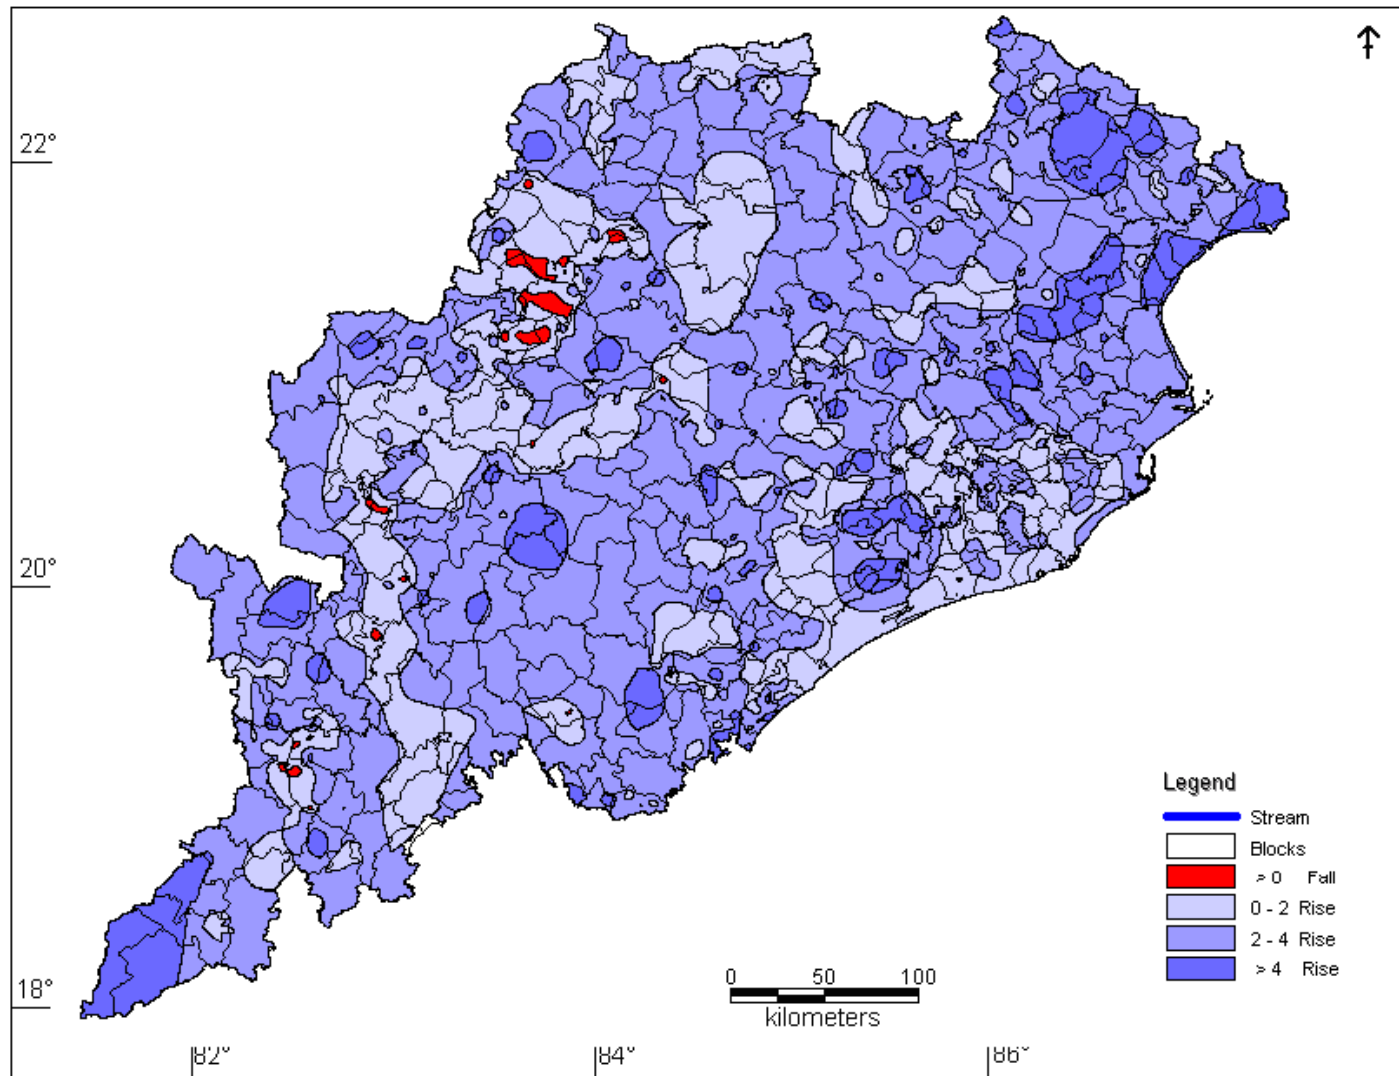 22°
20°
18°
Legend
Stream
Blocks
> 0 Fall
0 - 2 Rise
2 - 4 Rise
> 4 Rise
0 50 100
kilometers
82° 84° 86°